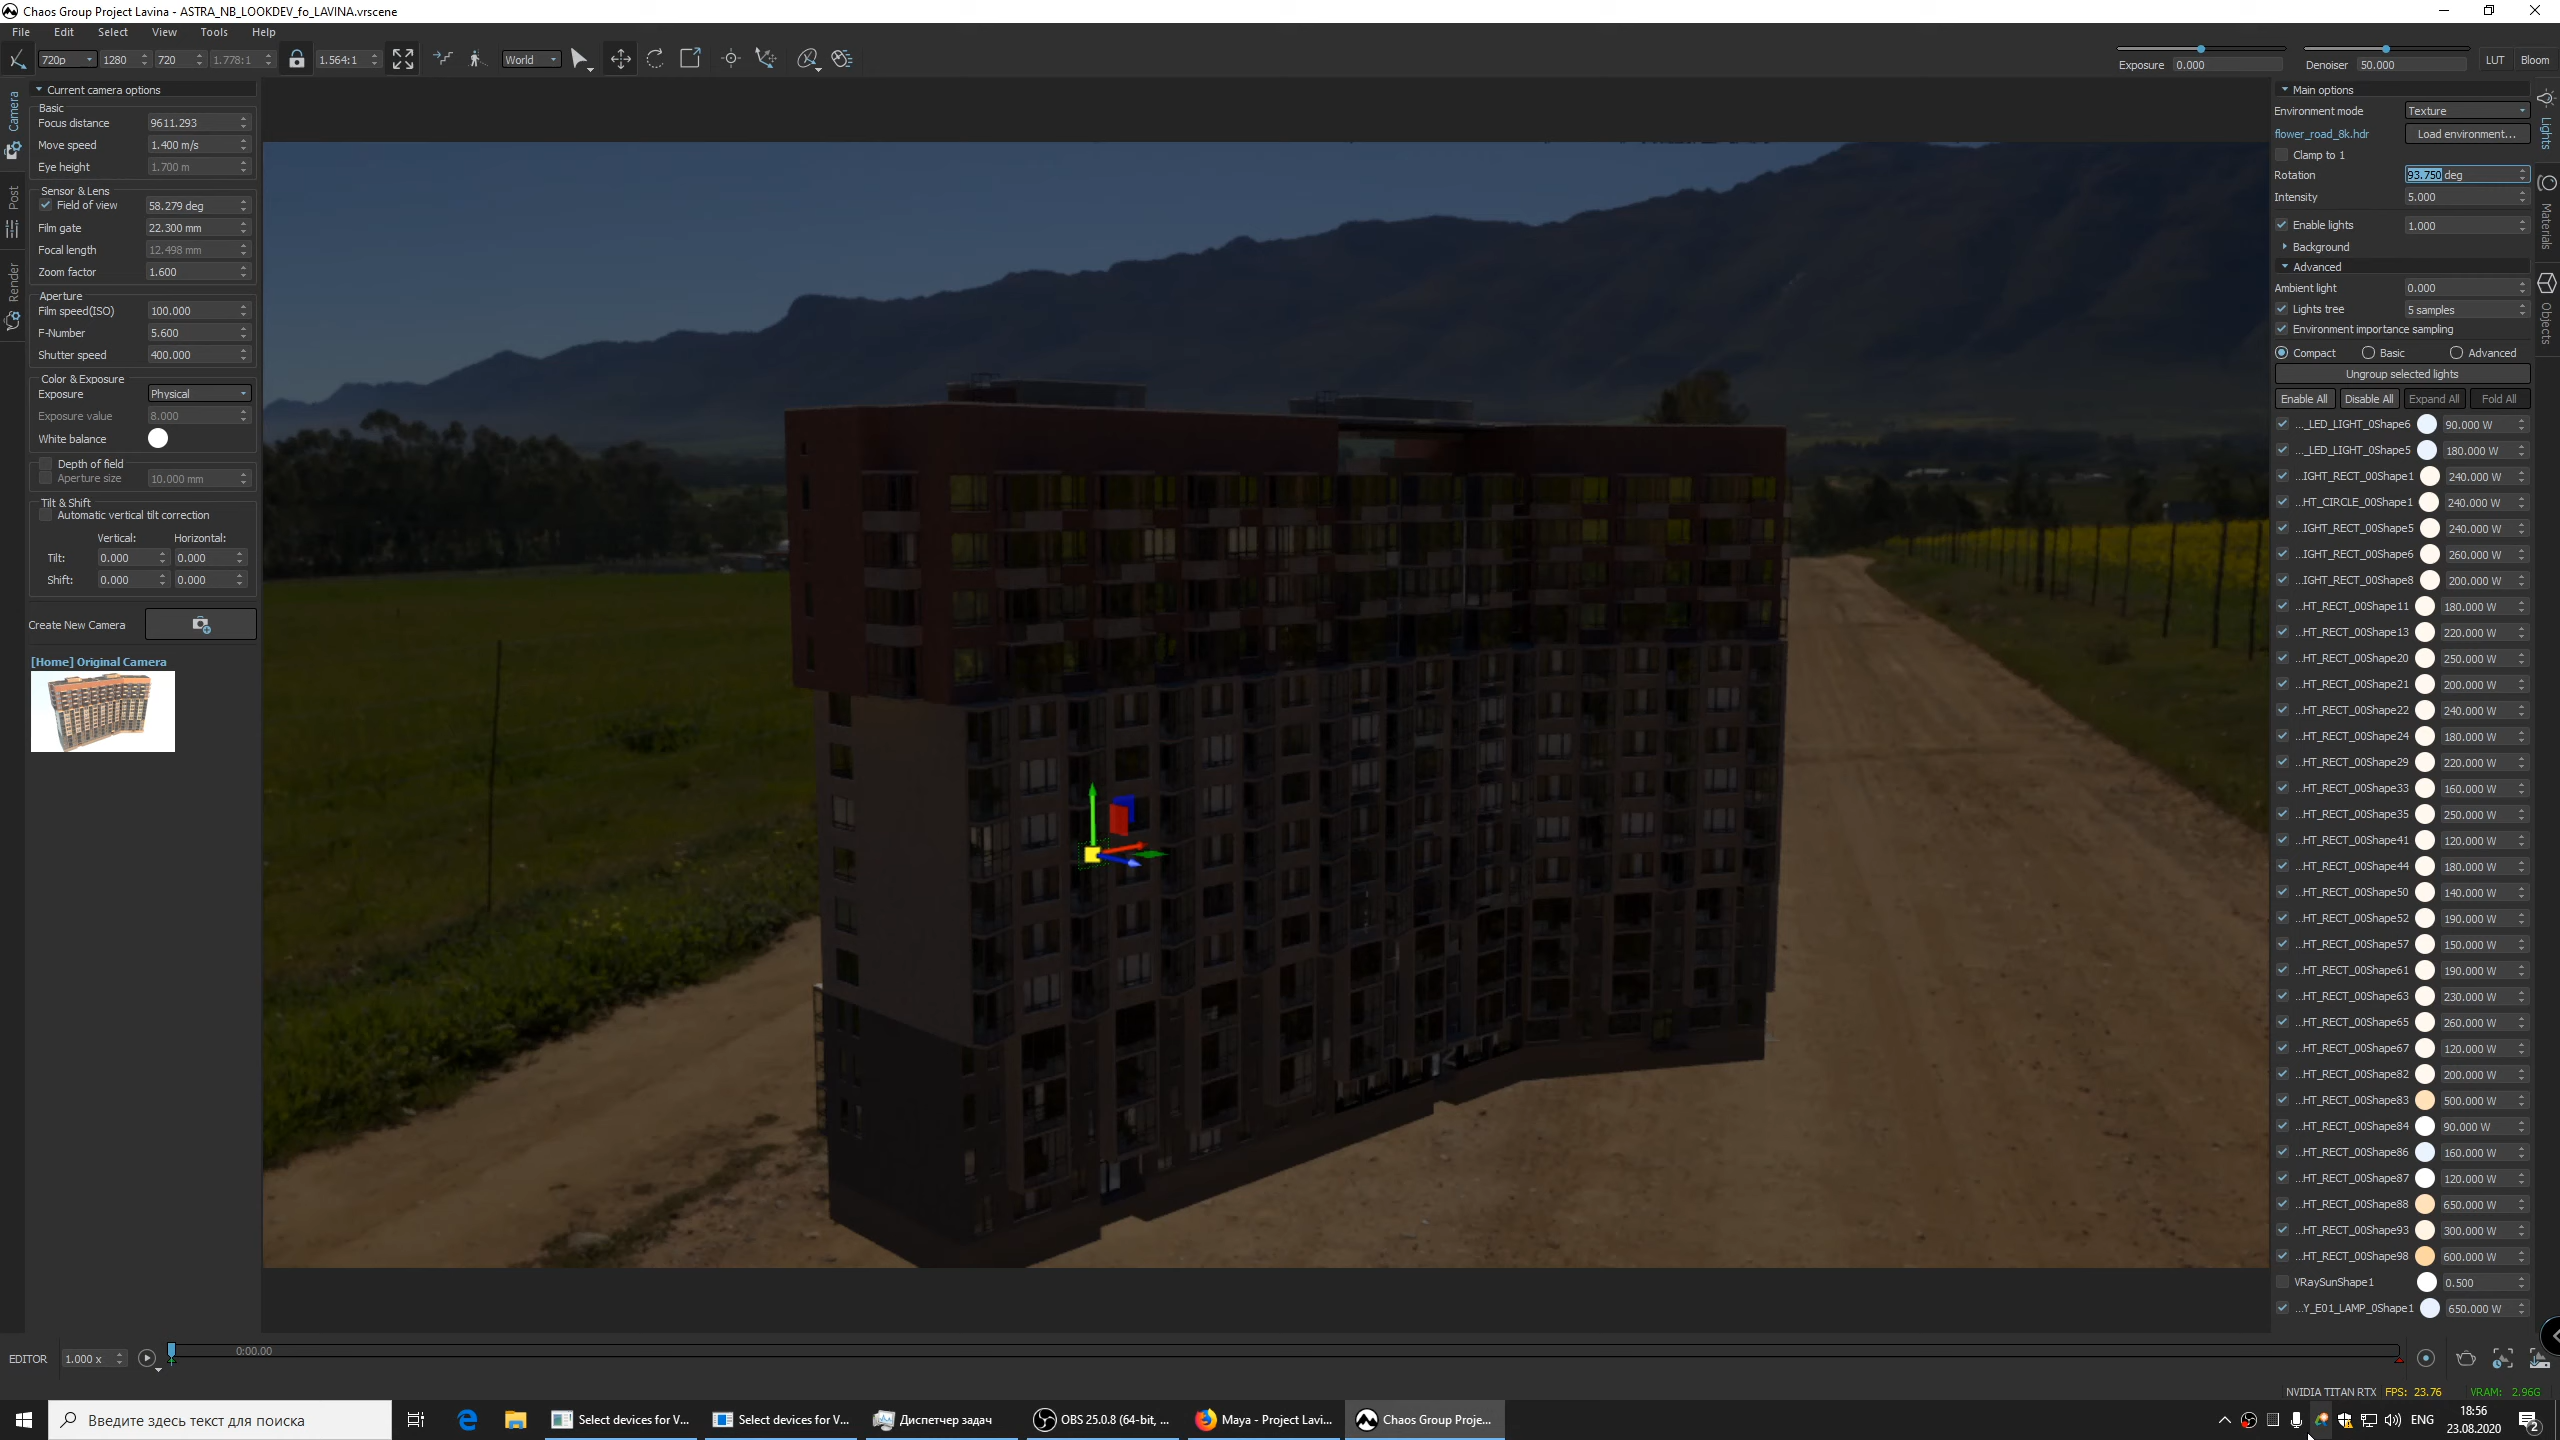 Chaos Group Project Lavina - ASTRA_NB_LOOKDEV_fo_LAVINA.vrscene
File Edit Select View Tools Help
720p 1280 720 1.778:1 1.564:1 World
Exposure 0.000 Denoiser 50.000 LUT Bloom
Camera
Post
Render
Current camera options
Basic
Focus distance 9611.293
Move speed 1.400 m/s
Eye height 1.700 m
Sensor & Lens
Field of view 58.279 deg
Film gate 22.300 mm
Focal length 12.498 mm
Zoom factor 1.600
Aperture
Film speed(ISO) 100.000
F-Number 5.600
Shutter speed 400.000
Color & Exposure
Exposure Physical
Exposure value 8.000
White balance
Depth of field
Aperture size 10.000 mm
Tilt & Shift
Automatic vertical tilt correction
Vertical: Horizontal:
Tilt: 0.000 0.000
Shift: 0.000 0.000
Create New Camera
[Home] Original Camera
Main options
Environment mode Texture
flower_road_8k.hdr Load environment...
Clamp to 1
Rotation 93.750 deg
Intensity 5.000
Enable lights 1.000
Background
Advanced
Ambient light 0.000
Lights tree 5 samples
Environment importance sampling
Compact Basic Advanced
Ungroup selected lights
Enable All Disable All Expand All Fold All
..._LED_LIGHT_0Shape6 90.000 W
..._LED_LIGHT_0Shape5 180.000 W
...IGHT_RECT_00Shape1 240.000 W
...HT_CIRCLE_00Shape1 240.000 W
...IGHT_RECT_00Shape5 240.000 W
...IGHT_RECT_00Shape6 260.000 W
...IGHT_RECT_00Shape8 200.000 W
...HT_RECT_00Shape11 180.000 W
...HT_RECT_00Shape13 220.000 W
...HT_RECT_00Shape20 250.000 W
...HT_RECT_00Shape21 200.000 W
...HT_RECT_00Shape22 240.000 W
...HT_RECT_00Shape24 180.000 W
...HT_RECT_00Shape29 220.000 W
...HT_RECT_00Shape33 160.000 W
...HT_RECT_00Shape35 250.000 W
...HT_RECT_00Shape41 120.000 W
...HT_RECT_00Shape44 180.000 W
...HT_RECT_00Shape50 140.000 W
...HT_RECT_00Shape52 190.000 W
...HT_RECT_00Shape57 150.000 W
...HT_RECT_00Shape61 190.000 W
...HT_RECT_00Shape63 230.000 W
...HT_RECT_00Shape65 260.000 W
...HT_RECT_00Shape67 120.000 W
...HT_RECT_00Shape82 200.000 W
...HT_RECT_00Shape83 500.000 W
...HT_RECT_00Shape84 90.000 W
...HT_RECT_00Shape86 160.000 W
...HT_RECT_00Shape87 120.000 W
...HT_RECT_00Shape88 650.000 W
...HT_RECT_00Shape93 300.000 W
...HT_RECT_00Shape98 600.000 W
VRaySunShape1 0.500
...Y_E01_LAMP_0Shape1 650.000 W
Lights
Materials
Objects
EDITOR 1.000 x 0:00.00
NVIDIA TITAN RTX FPS: 23.76 VRAM: 2.96G
Введите здесь текст для поиска
Select devices for V...
Select devices for V...
Диспетчер задач
OBS 25.0.8 (64-bit, ...
Maya - Project Lavi...
Chaos Group Proje...
ENG
18:56
23.08.2020
2